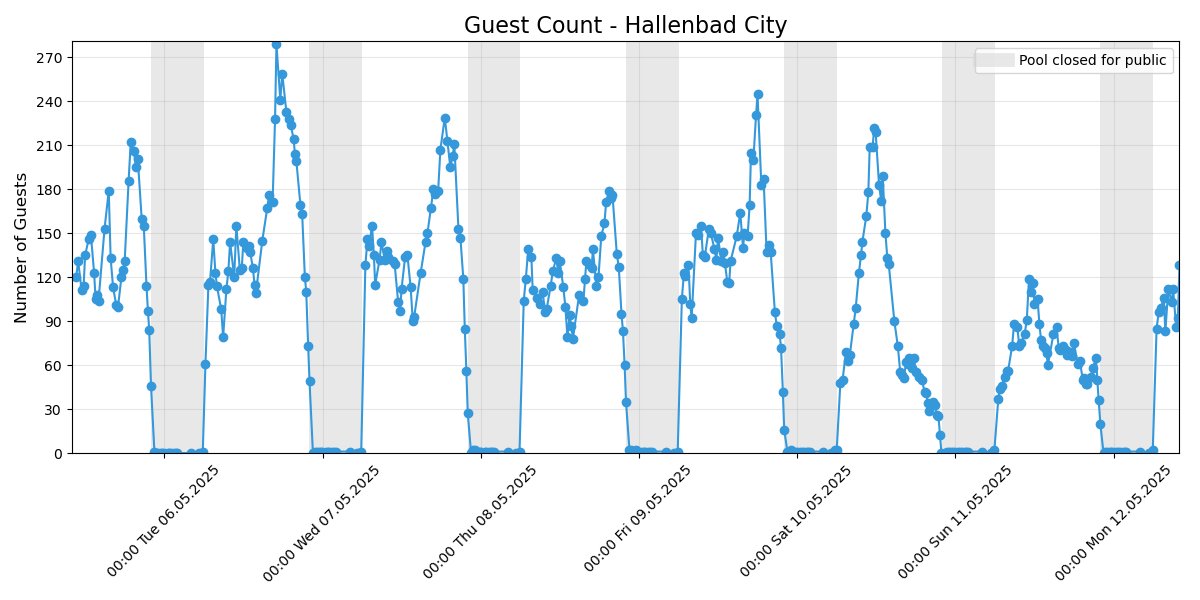 Guest Count - Hallenbad City
Pool closed for public
Number of Guests
270
240
210
180
150
120
90
60
30
0
00:00 Tue 06.05.2025
00:00 Wed 07.05.2025
00:00 Thu 08.05.2025
00:00 Fri 09.05.2025
00:00 Sat 10.05.2025
00:00 Sun 11.05.2025
00:00 Mon 12.05.2025